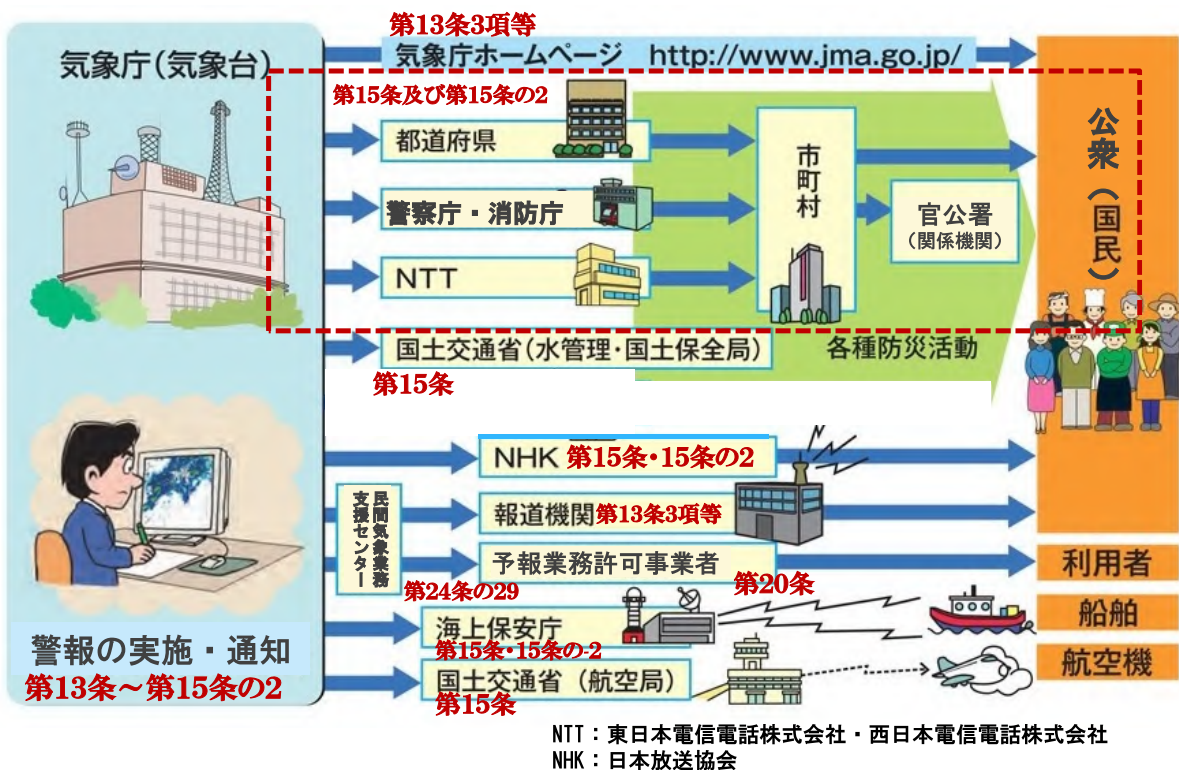 第13条3項等
気象庁(気象台)
気象庁ホームページ http://www.jma.go.jp/
第15条及び第15条の2
都道府県
警察庁・消防庁
NTT
市町村
官公署
(関係機関)
公衆(国民)
国土交通省(水管理・国土保全局)
各種防災活動
第15条
NHK 第15条・15条の2
民間気象業務
支援センター
報道機関第13条3項等
予報業務許可事業者
利用者
第20条
第24条の29
海上保安庁
船舶
第15条・15条の-2
警報の実施・通知
第13条～第15条の2
国土交通省 (航空局)
航空機
第15条
NTT：東日本電信電話株式会社・西日本電信電話株式会社
NHK：日本放送協会